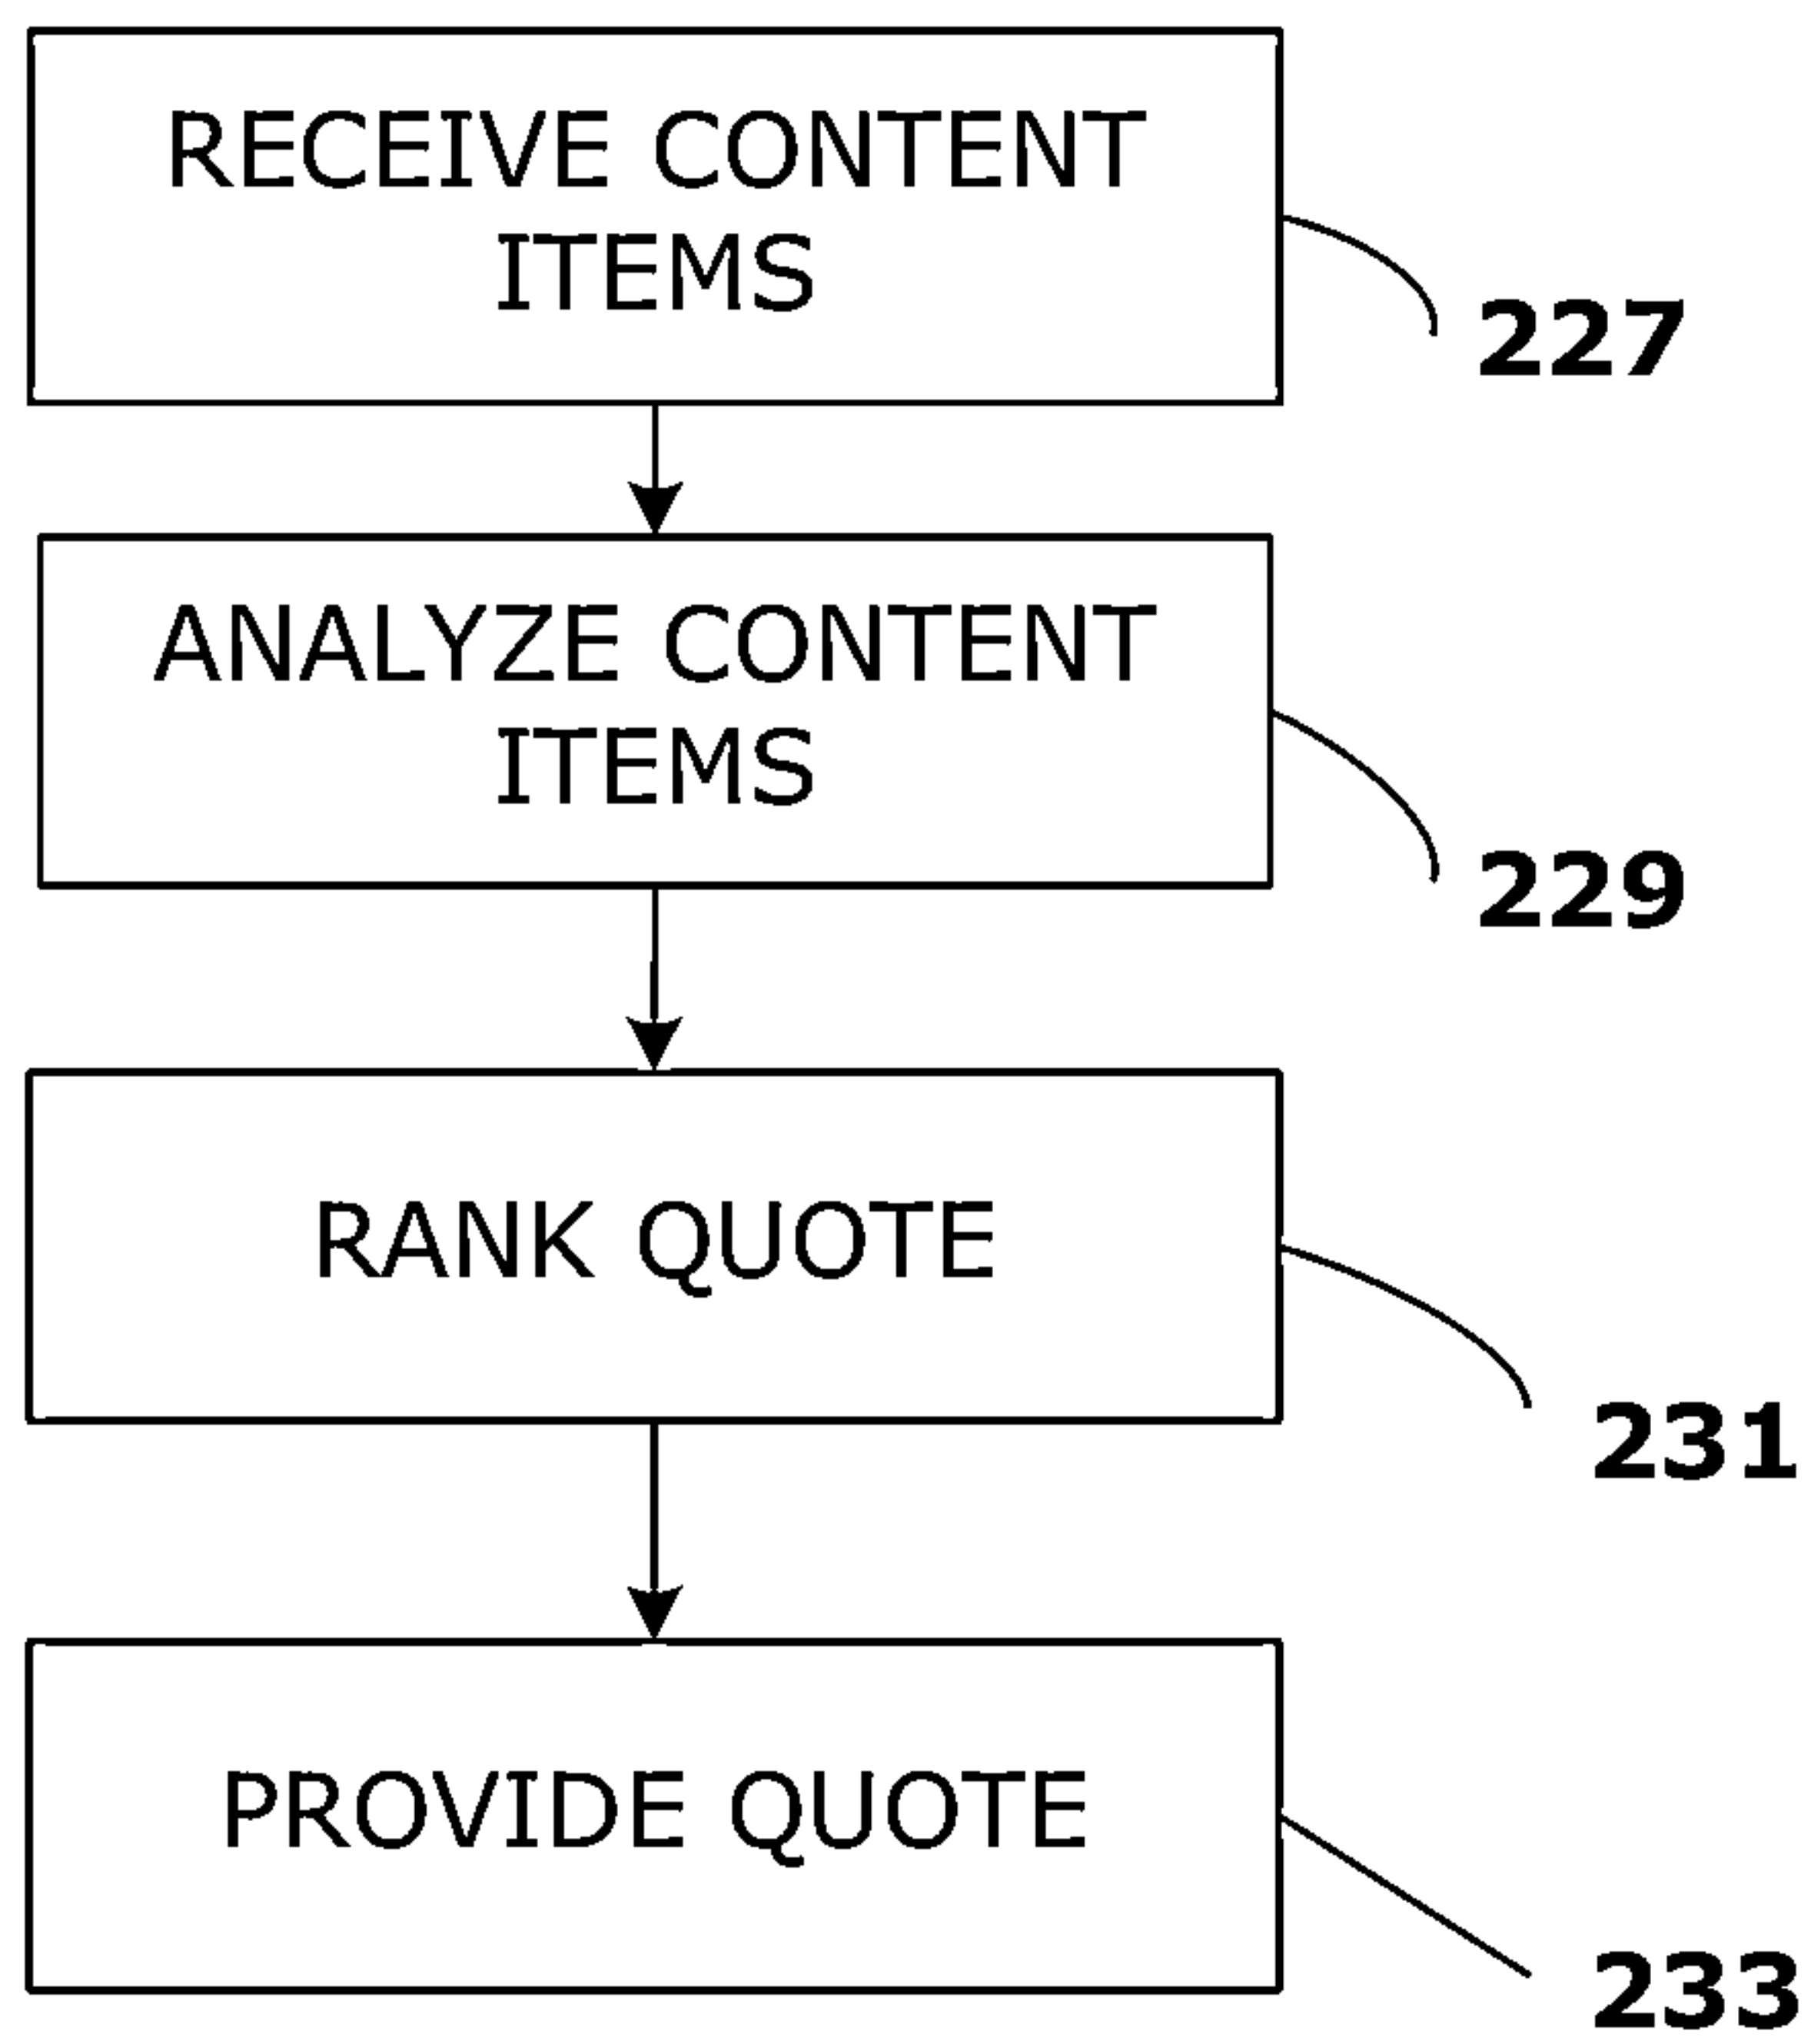 RECEIVE CONTENT
ITEMS
227
ANALYZE CONTENT
ITEMS
229
RANK QUOTE
231
PROVIDE QUOTE
233